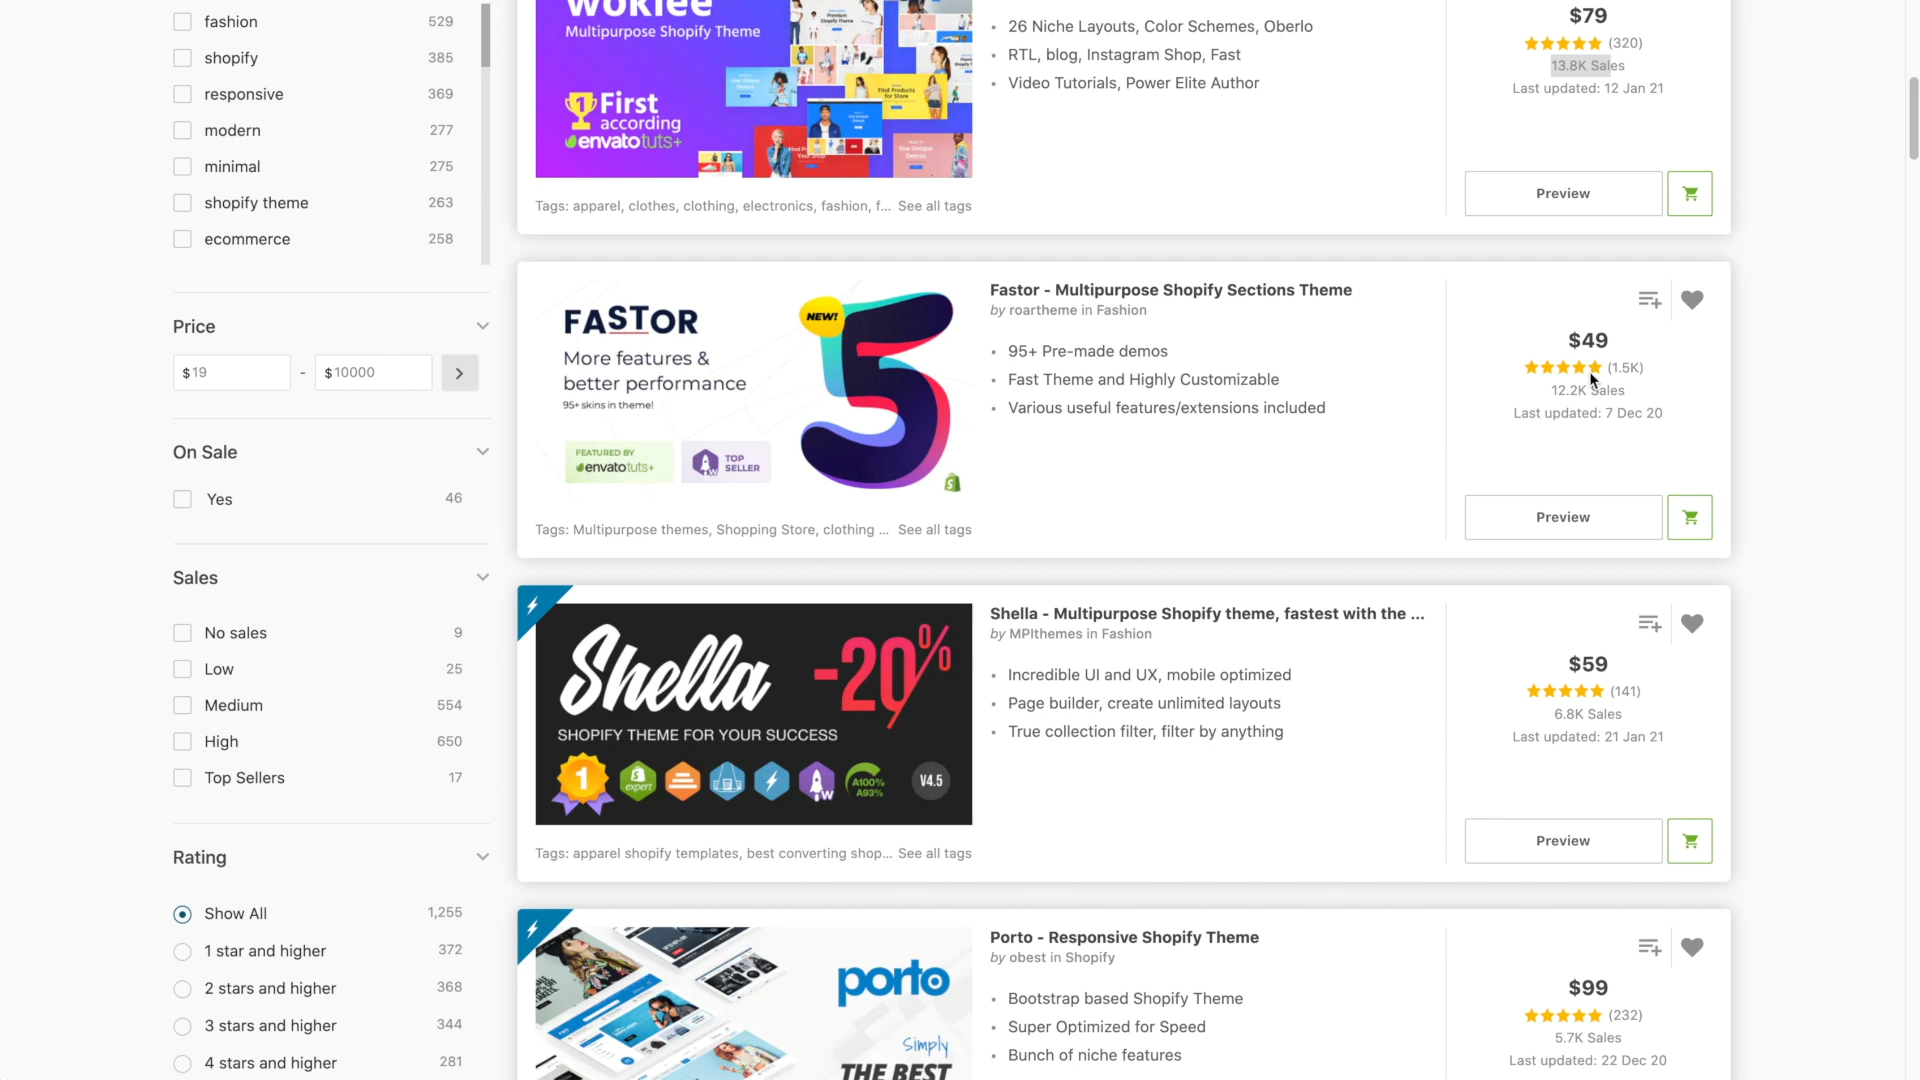 fashion 529
shopify 385
responsive 369
modern 277
minimal 275
shopify theme 263
ecommerce 258
Price
$19 - $10000
On Sale
Yes 46
Sales
No sales 9
Low 25
Medium 554
High 650
Top Sellers 17
Rating
Show All 1,255
1 star and higher 372
2 stars and higher 368
3 stars and higher 344
4 stars and higher 281
wokiee
Multipurpose Shopify Theme
1 First
according
envatotuts+
Tags: apparel, clothes, clothing, electronics, fashion, f... See all tags
26 Niche Layouts, Color Schemes, Oberlo
RTL, blog, Instagram Shop, Fast
Video Tutorials, Power Elite Author
$79
(320)
13.8K Sales
Last updated: 12 Jan 21
Preview
FASTOR
More features &
better performance
95+ skins in theme!
NEW!
5
FEATURED BY
envatotuts+
TOP
SELLER
Tags: Multipurpose themes, Shopping Store, clothing ... See all tags
Fastor - Multipurpose Shopify Sections Theme
by roartheme in Fashion
95+ Pre-made demos
Fast Theme and Highly Customizable
Various useful features/extensions included
$49
(1.5K)
12.2K Sales
Last updated: 7 Dec 20
Preview
Shella -20%
SHOPIFY THEME FOR YOUR SUCCESS
1
expert
W
A100%
A93%
V4.5
Tags: apparel shopify templates, best converting shop... See all tags
Shella - Multipurpose Shopify theme, fastest with the ...
by MPIthemes in Fashion
Incredible UI and UX, mobile optimized
Page builder, create unlimited layouts
True collection filter, filter by anything
$59
(141)
6.8K Sales
Last updated: 21 Jan 21
Preview
porto
Simply
THE BEST
Porto - Responsive Shopify Theme
by obest in Shopify
Bootstrap based Shopify Theme
Super Optimized for Speed
Bunch of niche features
$99
(232)
5.7K Sales
Last updated: 22 Dec 20